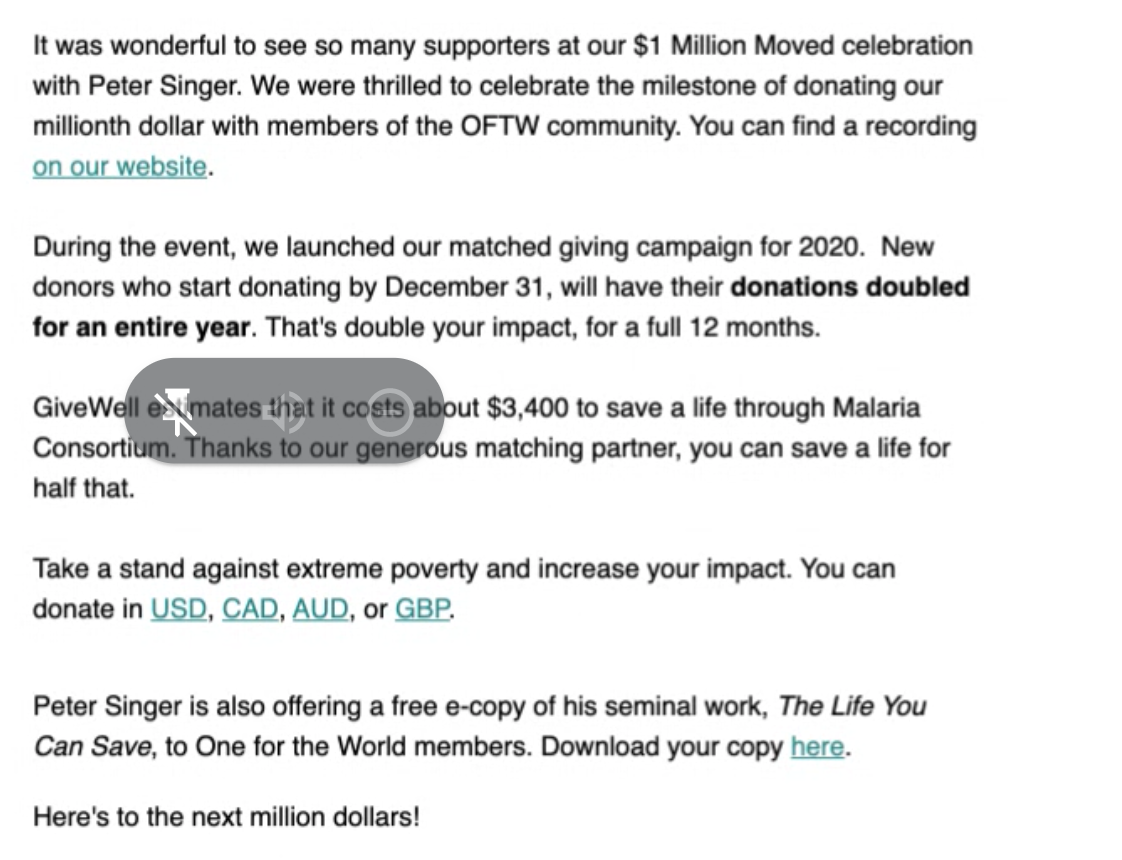 It was wonderful to see so many supporters at our $1 Million Moved celebration
with Peter Singer. We were thrilled to celebrate the milestone of donating our
millionth dollar with members of the OFTW community. You can find a recording
on our website.
During the event, we launched our matched giving campaign for 2020.  New
donors who start donating by December 31, will have their donations doubled
for an entire year. That's double your impact, for a full 12 months.
GiveWell estimates that it costs about $3,400 to save a life through Malaria
Consortium. Thanks to our generous matching partner, you can save a life for
half that.
Take a stand against extreme poverty and increase your impact. You can
donate in USD, CAD, AUD, or GBP.
Peter Singer is also offering a free e-copy of his seminal work, The Life You
Can Save, to One for the World members. Download your copy here.
Here's to the next million dollars!